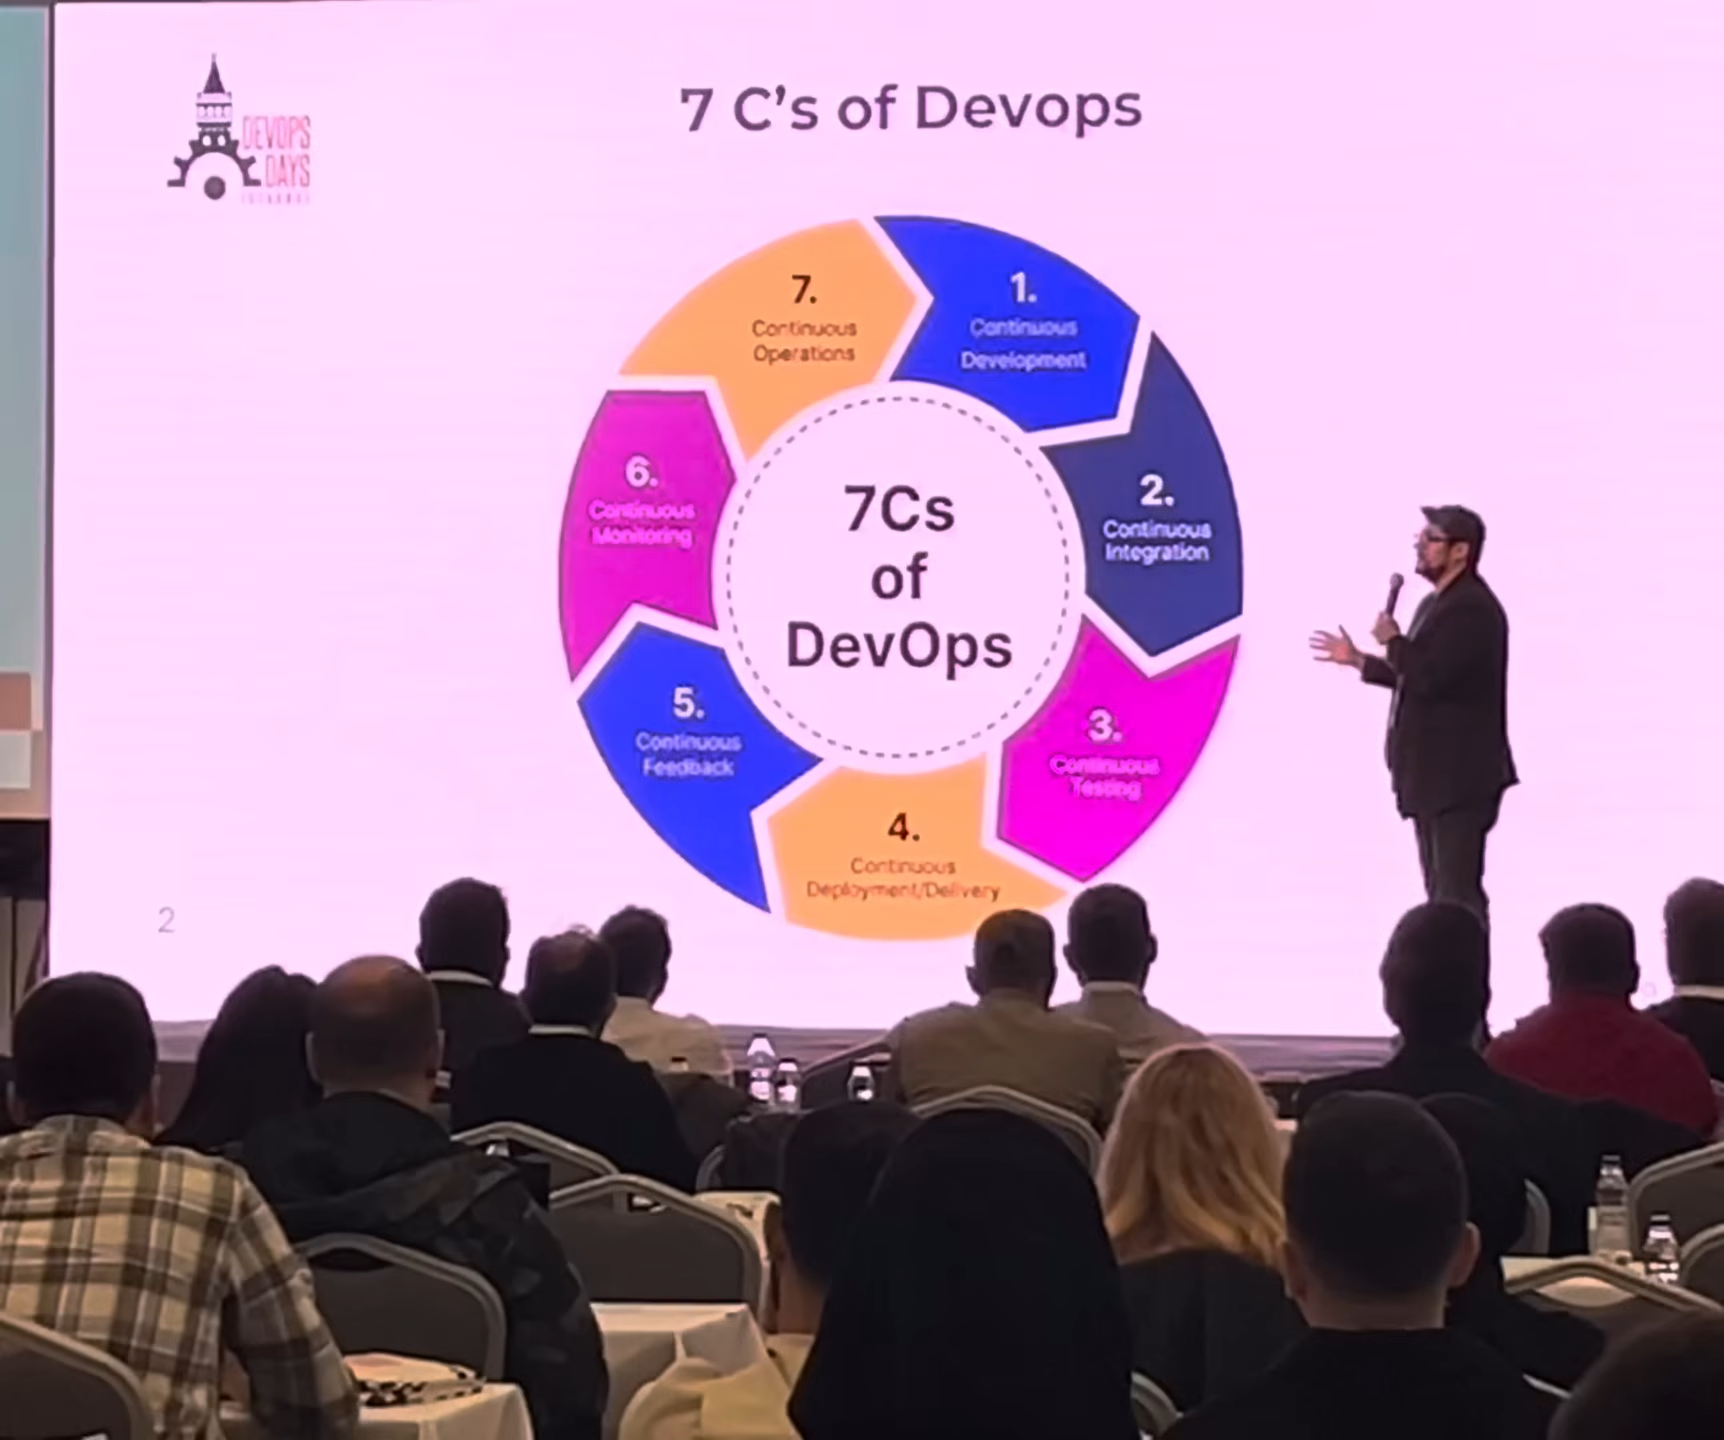 DEVOPS
DAYS
ISTANBUL
7 C's of Devops
1.
Continuous
Development
2.
Continuous
Integration
3.
Continuous
Testing
4.
Continuous
Deployment/Delivery
5.
Continuous
Feedback
6.
Continuous
Monitoring
7.
Continuous
Operations
7Cs
of
DevOps
2